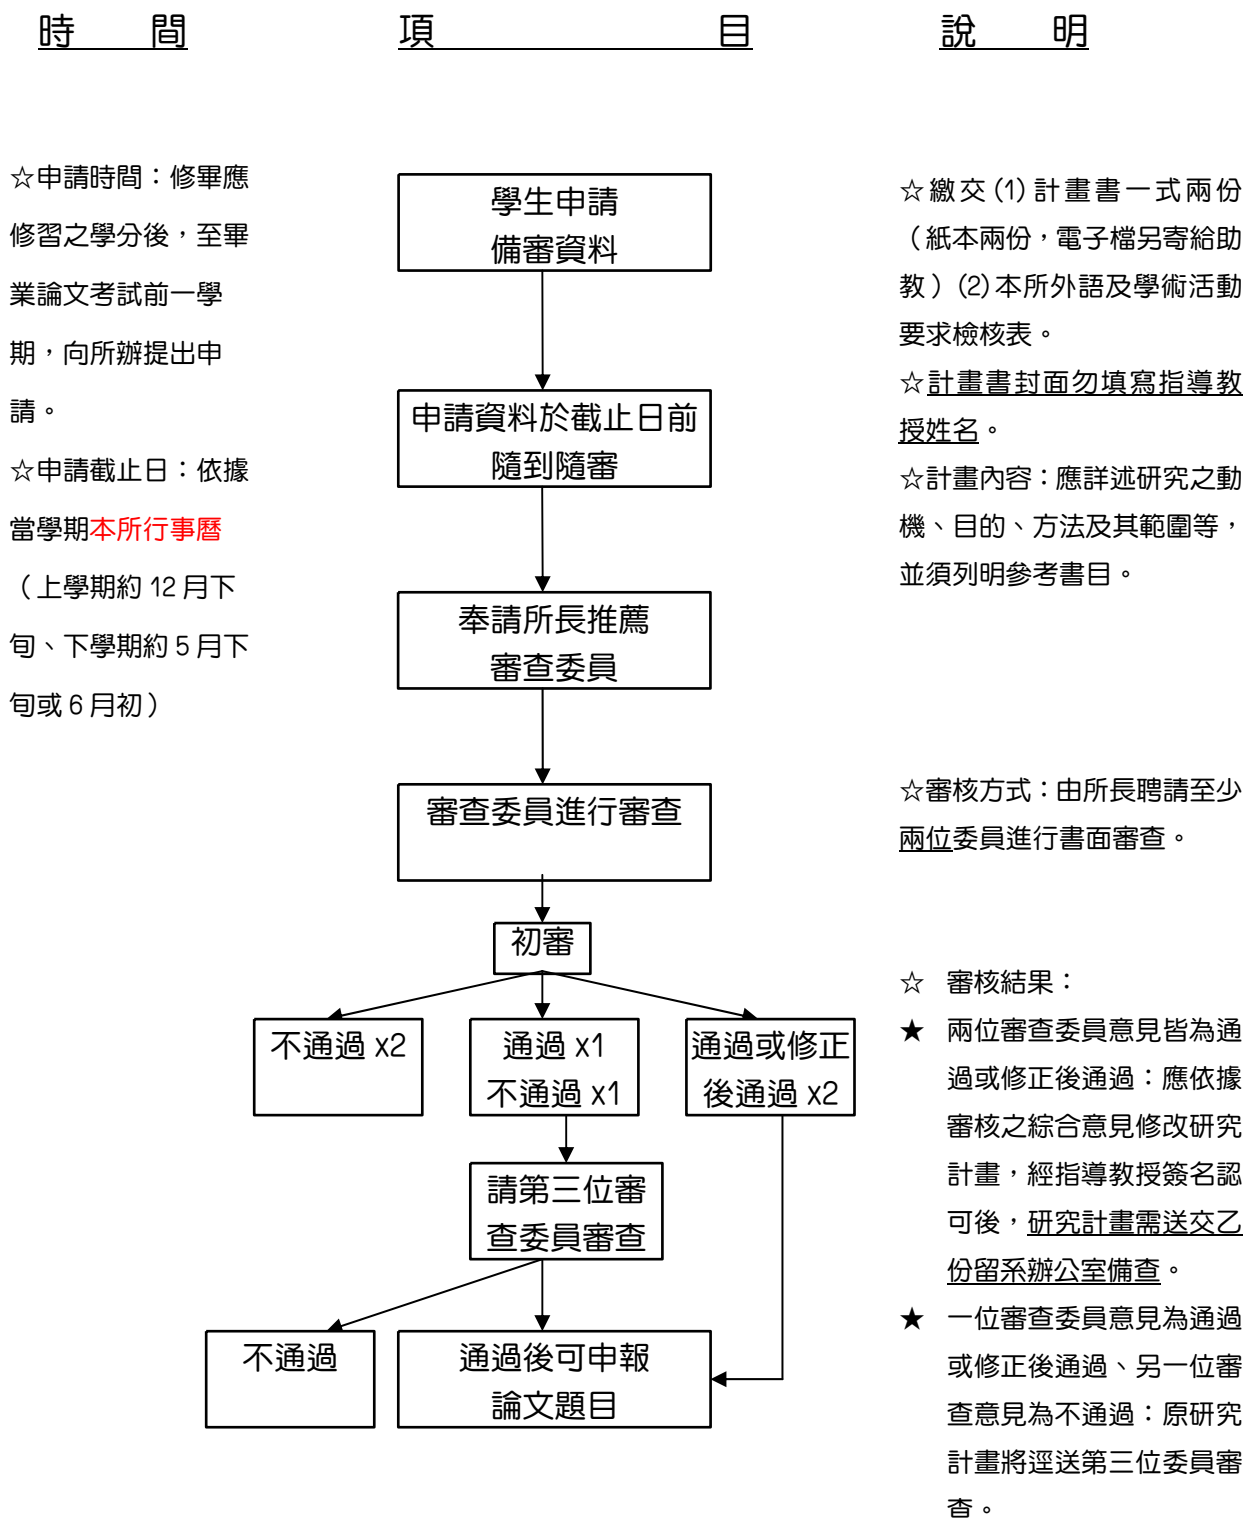 時 間
項 目
說 明
☆申請時間：修畢應
修習之學分後，至畢
業論文考試前一學
期，向所辦提出申
請。
☆申請截止日：依據
當學期本所行事曆
（上學期約 12 月下
旬、下學期約 5 月下
旬或 6 月初）
學生申請
備審資料
申請資料於截止日前
隨到隨審
奉請所長推薦
審查委員
審查委員進行審查
初審
不通過 x2
通過 x1
不通過 x1
通過或修正
後通過 x2
請第三位審
查委員審查
不通過
通過後可申報
論文題目
☆繳交(1)計畫書一式兩份
（紙本兩份，電子檔另寄給助
教）(2)本所外語及學術活動
要求檢核表。
☆計畫書封面勿填寫指導教
授姓名。
☆計畫內容：應詳述研究之動
機、目的、方法及其範圍等，
並須列明參考書目。
☆審核方式：由所長聘請至少
兩位委員進行書面審查。
☆ 審核結果：
★ 兩位審查委員意見皆為通
過或修正後通過：應依據
審核之綜合意見修改研究
計畫，經指導教授簽名認
可後，研究計畫需送交乙
份留系辦公室備查。
★ 一位審查委員意見為通過
或修正後通過、另一位審
查意見為不通過：原研究
計畫將逕送第三位委員審
查。